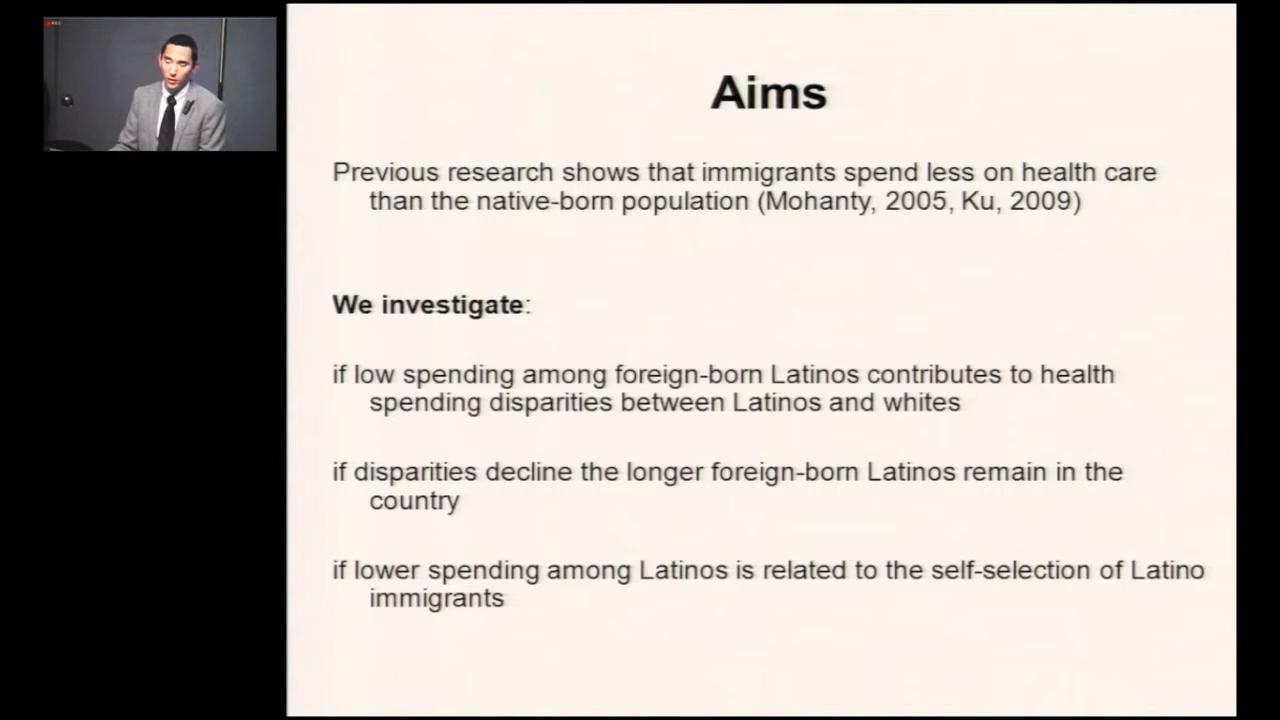 Aims
Previous research shows that immigrants spend less on health care
than the native-born population (Mohanty, 2005, Ku, 2009)
We investigate:
if low spending among foreign-born Latinos contributes to health
spending disparities between Latinos and whites
if disparities decline the longer foreign-born Latinos remain in the
country
if lower spending among Latinos is related to the self-selection of Latino
immigrants